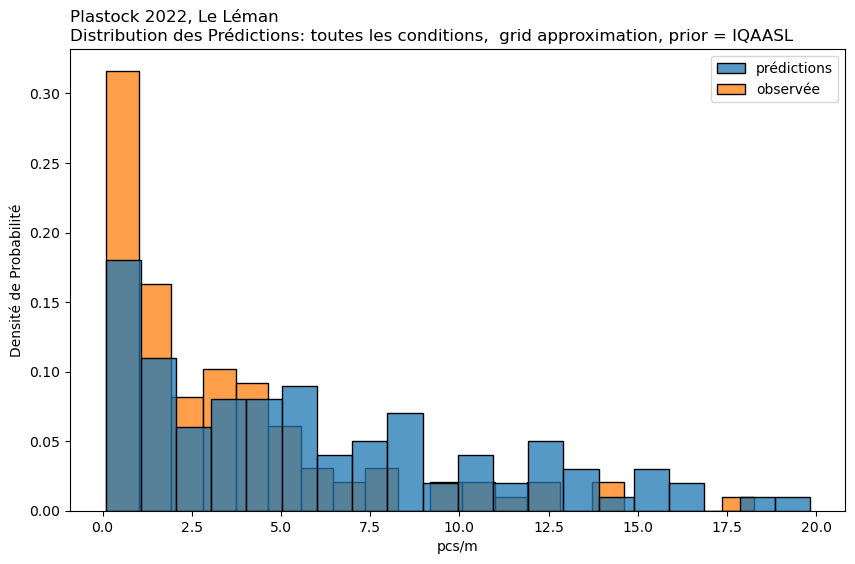 Plastock 2022, Le Léman
Distribution des Prédictions: toutes les conditions,  grid approximation, prior = IQAASL
prédictions
observée
Densité de Probabilité
0.30
0.25
0.20
0.15
0.10
0.05
0.00
0.0 2.5 5.0 7.5 10.0 12.5 15.0 17.5 20.0
pcs/m